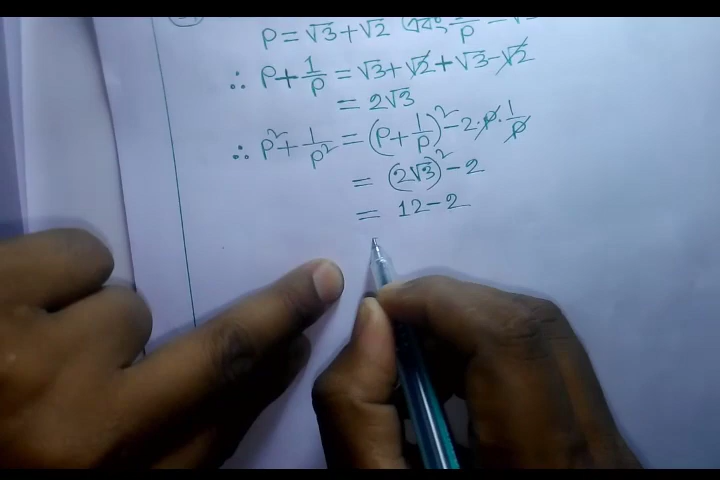 P = √3 + √2 এবং 1/P = √3
∴ P + 1/P = √3 + √2 + √3 - √2
= 2√3
∴ P² + 1/P² = (P + 1/P)² - 2·P·1/P
= (2√3)² - 2
= 12 - 2